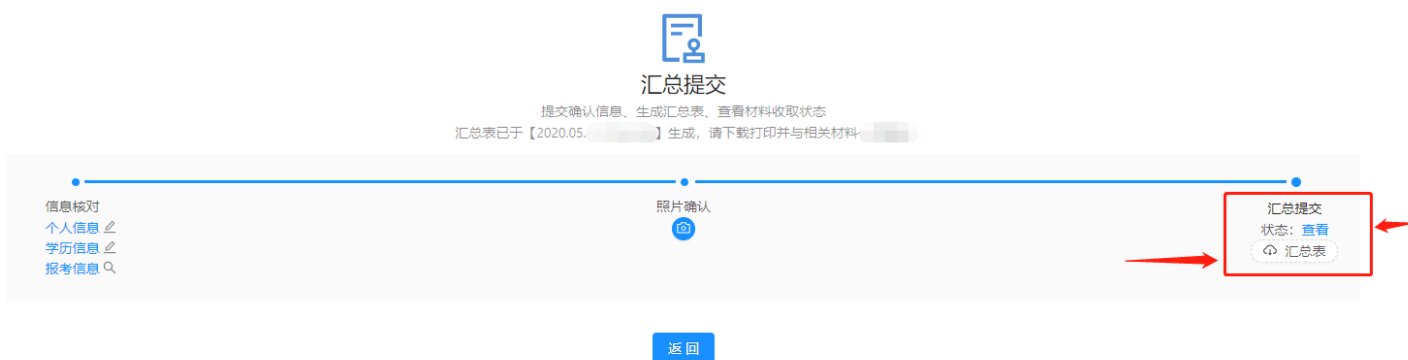 汇总提交
提交确认信息、生成汇总表、查看材料收取状态
汇总表已于【2020.05.】生成，请下载打印并与相关材料
信息核对
个人信息
学历信息
报考信息
照片确认
汇总提交
状态：查看
汇总表
返回